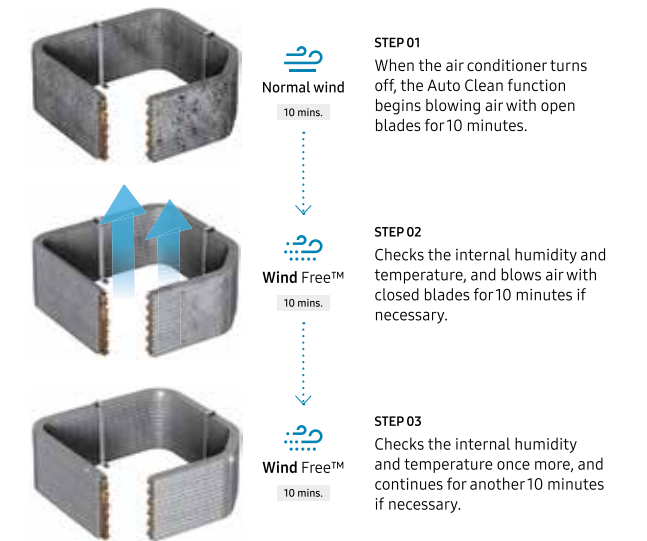 Normal wind
10 mins.
STEP 01
When the air conditioner turns
off, the Auto Clean function
begins blowing air with open
blades for 10 minutes.
Wind Free™
10 mins.
STEP 02
Checks the internal humidity and
temperature, and blows air with
closed blades for 10 minutes if
necessary.
Wind Free™
10 mins.
STEP 03
Checks the internal humidity
and temperature once more, and
continues for another 10 minutes
if necessary.